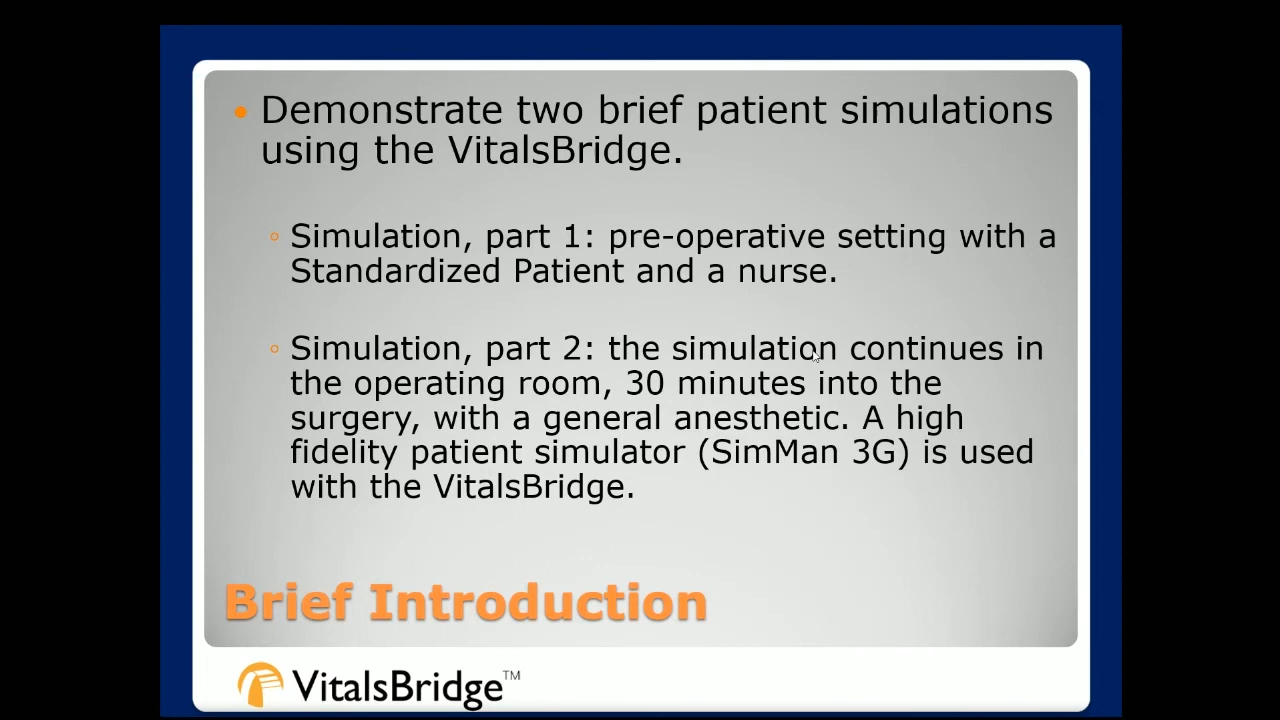 Demonstrate two brief patient simulations
using the VitalsBridge.
Simulation, part 1: pre-operative setting with a
Standardized Patient and a nurse.
Simulation, part 2: the simulation continues in
the operating room, 30 minutes into the
surgery, with a general anesthetic. A high
fidelity patient simulator (SimMan 3G) is used
with the VitalsBridge.
Brief Introduction
VitalsBridge™